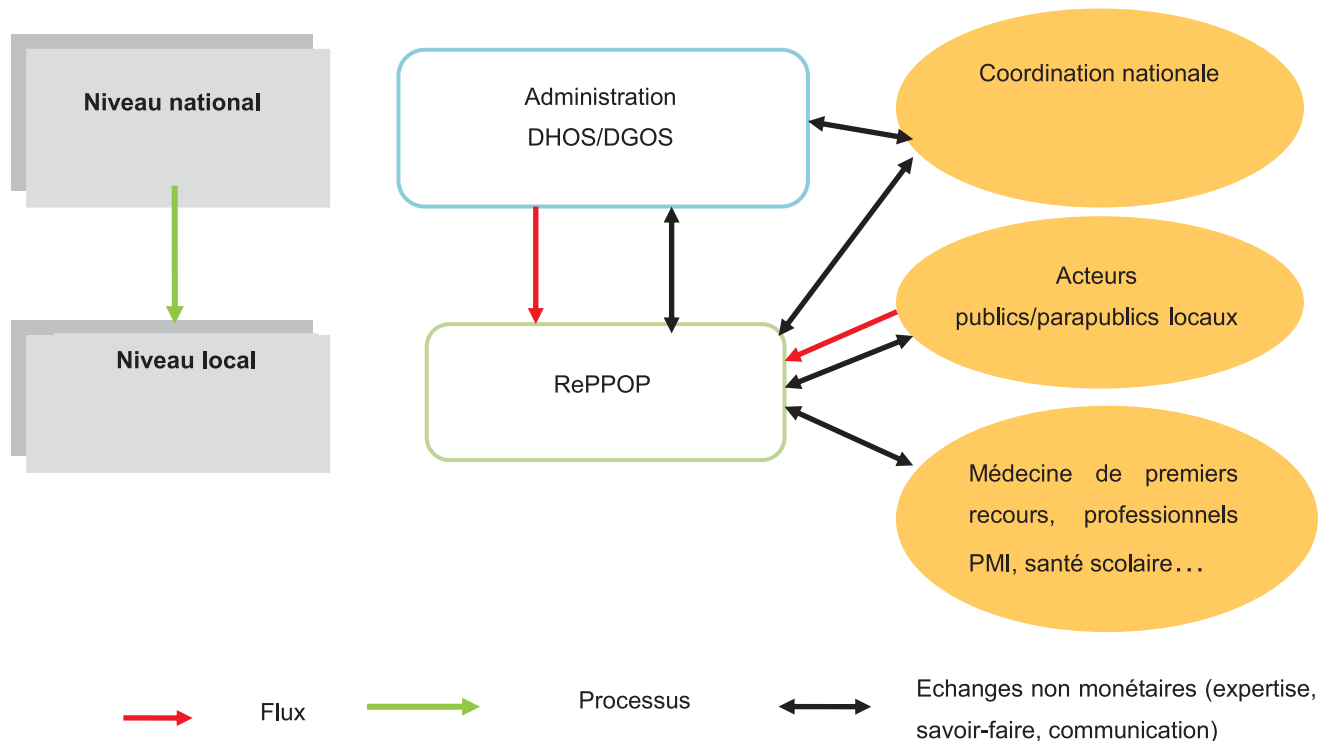 Niveau national
Administration
DHOS/DGOS
Coordination nationale
Niveau local
RePPOP
Acteurs
publics/parapublics locaux
Médecine de premiers
recours, professionnels
PMI, santé scolaire…
Flux
Processus
Echanges non monétaires (expertise,
savoir-faire, communication)